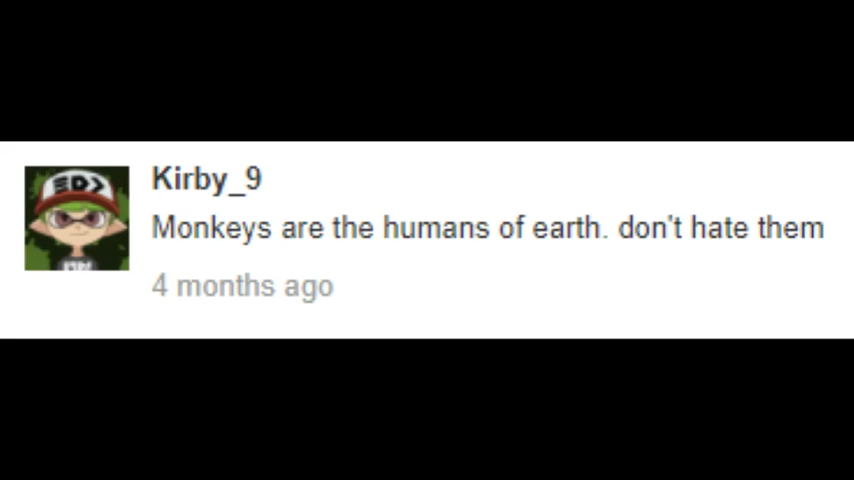 Kirby_9
Monkeys are the humans of earth. don't hate them
4 months ago